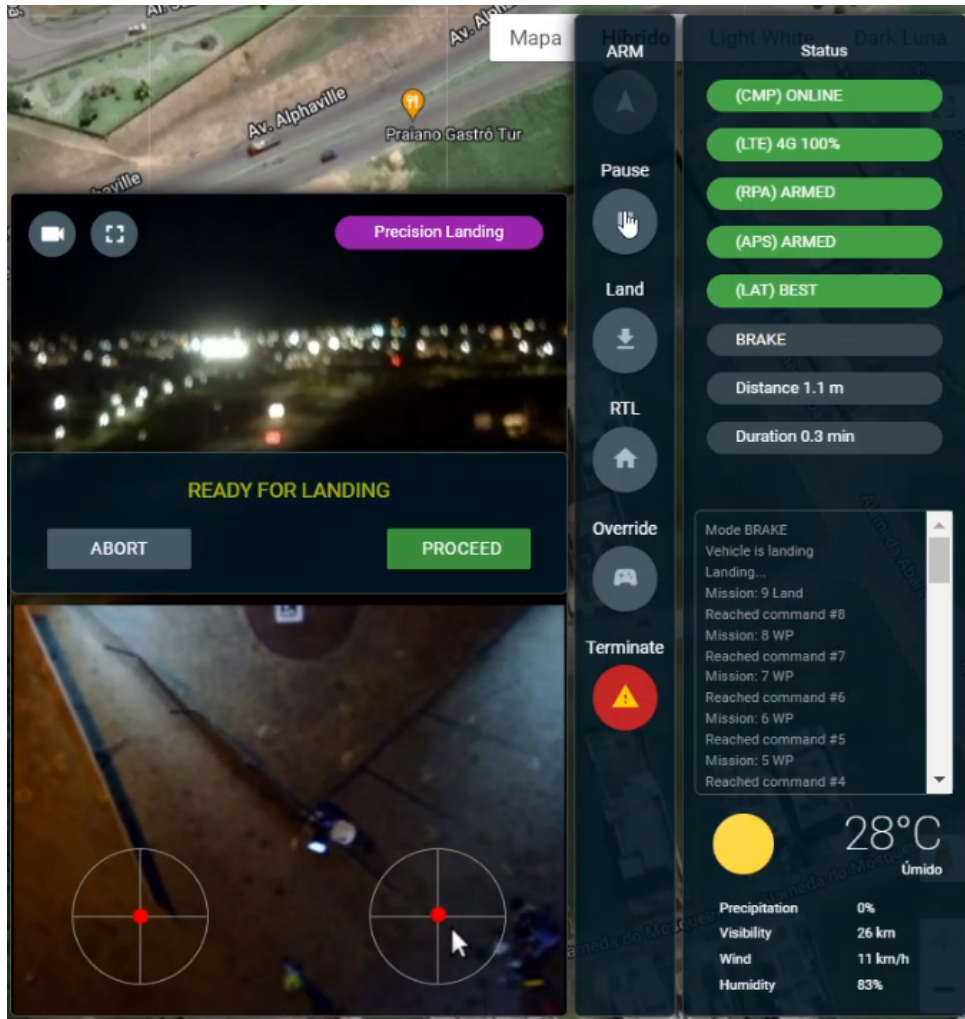 Av. Alphaville
Mapa
Híbrido
Light White
Dark Luna
Av. Alphaville
Praiano Gastrô Tur
Precision Landing
READY FOR LANDING
ABORT
PROCEED
ARM
Pause
Land
RTL
Override
Terminate
Status
(CMP) ONLINE
(LTE) 4G 100%
(RPA) ARMED
(APS) ARMED
(LAT) BEST
BRAKE
Distance 1.1 m
Duration 0.3 min
Mode BRAKE
Vehicle is landing
Landing...
Mission: 9 Land
Reached command #8
Mission: 8 WP
Reached command #7
Mission: 7 WP
Reached command #6
Mission: 6 WP
Reached command #5
Mission: 5 WP
Reached command #4
28°C
Úmido
Precipitation 0%
Visibility 26 km
Wind 11 km/h
Humidity 83%